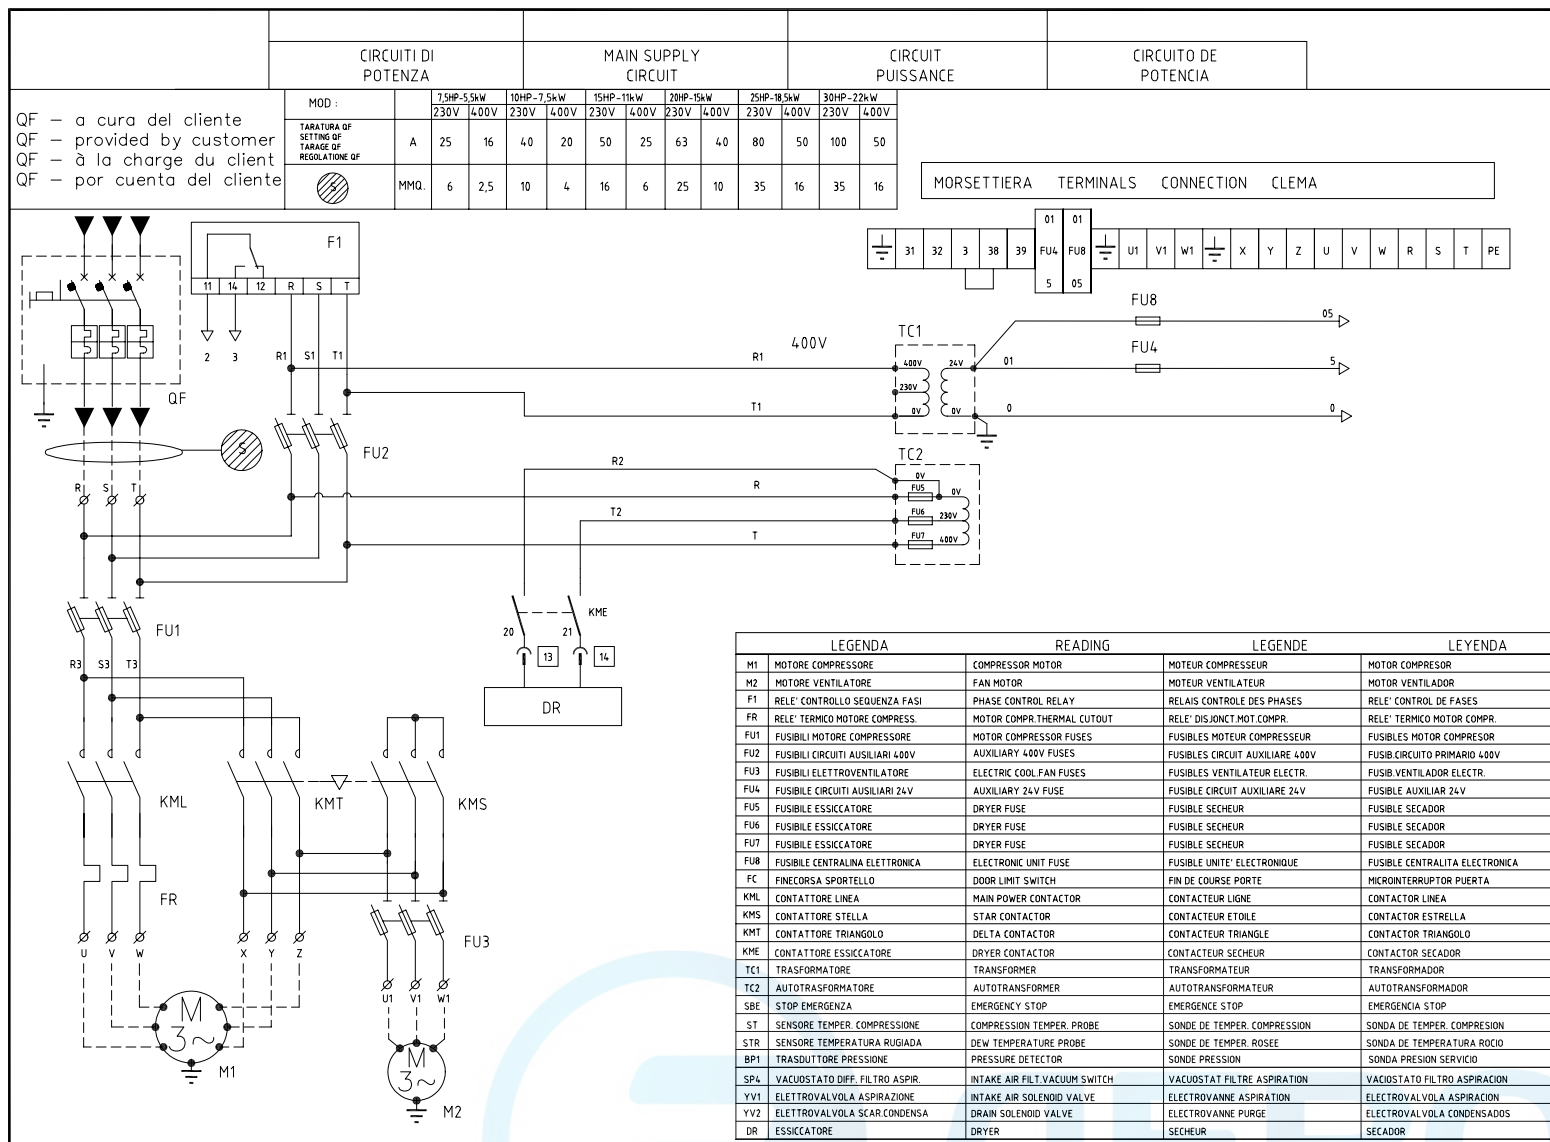 CIRCUITI DI
POTENZA
MAIN SUPPLY
CIRCUIT
CIRCUIT
PUISSANCE
CIRCUITO DE
POTENCIA
QF – a cura del cliente
QF – provided by customer
QF – à la charge du client
QF – por cuenta del cliente
MOD : 7,5HP-5,5kW 10HP-7,5kW 15HP-11kW 20HP-15kW 25HP-18,5kW 30HP-22kW
230V 400V 230V 400V 230V 400V 230V 400V 230V 400V 230V 400V
TARATURA QF
SETTING QF
TARAGE QF
REGOLATIONE QF
A 25 16 40 20 50 25 63 40 80 50 100 50
S MMQ. 6 2,5 10 4 16 6 25 10 35 16 35 16
MORSETTIERA TERMINALS CONNECTION CLEMA
01 01
31 32 3 38 39 FU4 FU8 U1 V1 W1 X Y Z U V W R S T PE
5 05
F1
11 14 12 R S T
2 3
R1 S1 T1
QF
S
FU2
R S T
400V
R1
T1
TC1
400V 24V
230V
0V 0V
FU8
05
FU4
01 5
0 0
TC2
R2
0V
R FU5 0V
T2 FU6 230V
T FU7 400V
KME
20 21
13 14
DR
FU1
R3 S3 T3
KML
KMT
KMS
FR
FU3
U V W X Y Z
U1 V1 W1
M
3~
M1
M
3~
M2
LEGENDA READING LEGENDE LEYENDA
M1 MOTORE COMPRESSORE COMPRESSOR MOTOR MOTEUR COMPRESSEUR MOTOR COMPRESOR
M2 MOTORE VENTILATORE FAN MOTOR MOTEUR VENTILATEUR MOTOR VENTILADOR
F1 RELE' CONTROLLO SEQUENZA FASI PHASE CONTROL RELAY RELAIS CONTROLE DES PHASES RELE' CONTROL DE FASES
FR RELE' TERMICO MOTORE COMPRESS. MOTOR COMPR.THERMAL CUTOUT RELE' DISJONCT.MOT.COMPR. RELE' TERMICO MOTOR COMPR.
FU1 FUSIBILI MOTORE COMPRESSORE MOTOR COMPRESSOR FUSES FUSIBLES MOTEUR COMPRESSEUR FUSIBLES MOTOR COMPRESOR
FU2 FUSIBILI CIRCUITI AUSILIARI 400V AUXILIARY 400V FUSES FUSIBLES CIRCUIT AUXILIARE 400V FUSIB.CIRCUITO PRIMARIO 400V
FU3 FUSIBILI ELETTROVENTILATORE ELECTRIC COOL.FAN FUSES FUSIBLES VENTILATEUR ELECTR. FUSIB.VENTILADOR ELECTR.
FU4 FUSIBILE CIRCUITI AUSILIARI 24V AUXILIARY 24V FUSE FUSIBLE CIRCUIT AUXILIARE 24V FUSIBLE AUXILIAR 24V
FU5 FUSIBILE ESSICCATORE DRYER FUSE FUSIBLE SECHEUR FUSIBLE SECADOR
FU6 FUSIBILE ESSICCATORE DRYER FUSE FUSIBLE SECHEUR FUSIBLE SECADOR
FU7 FUSIBILE ESSICCATORE DRYER FUSE FUSIBLE SECHEUR FUSIBLE SECADOR
FU8 FUSIBILE CENTRALINA ELETTRONICA ELECTRONIC UNIT FUSE FUSIBLE UNITE' ELECTRONIQUE FUSIBLE CENTRALITA ELECTRONICA
FC FINECORSA SPORTELLO DOOR LIMIT SWITCH FIN DE COURSE PORTE MICROINTERRUPTOR PUERTA
KML CONTATTORE LINEA MAIN POWER CONTACTOR CONTACTEUR LIGNE CONTACTOR LINEA
KMS CONTATTORE STELLA STAR CONTACTOR CONTACTEUR ETOILE CONTACTOR ESTRELLA
KMT CONTATTORE TRIANGOLO DELTA CONTACTOR CONTACTEUR TRIANGLE CONTACTOR TRIANGOLO
KME CONTATTORE ESSICCATORE DRYER CONTACTOR CONTACTEUR SECHEUR CONTACTOR SECADOR
TC1 TRASFORMATORE TRANSFORMER TRANSFORMATEUR TRANSFORMADOR
TC2 AUTOTRASFORMATORE AUTOTRANSFORMER AUTOTRANSFORMATEUR AUTOTRANSFORMADOR
SBE STOP EMERGENZA EMERGENCY STOP EMERGENCE STOP EMERGENCIA STOP
ST SENSORE TEMPER. COMPRESSIONE COMPRESSION TEMPER. PROBE SONDE DE TEMPER. COMPRESSION SONDA DE TEMPER. COMPRESION
STR SENSORE TEMPERATURA RUGIADA DEW TEMPERATURE PROBE SONDE DE TEMPER. ROSEE SONDA DE TEMPERATURA ROCIO
BP1 TRASDUTTORE PRESSIONE PRESSURE DETECTOR SONDE PRESSION SONDA PRESION SERVICIO
SP4 VACUOSTATO DIFF. FILTRO ASPIR. INTAKE AIR FILT.VACUUM SWITCH VACUOSTAT FILTRE ASPIRATION VACIOSTATO FILTRO ASPIRACION
YV1 ELETTROVALVOLA ASPIRAZIONE INTAKE AIR SOLENOID VALVE ELECTROVANNE ASPIRATION ELECTROVALVOLA ASPIRACION
YV2 ELETTROVALVOLA SCAR.CONDENSA DRAIN SOLENOID VALVE ELECTROVANNE PURGE ELECTROVALVOLA CONDENSADOS
DR ESSICCATORE DRYER SECHEUR SECADOR